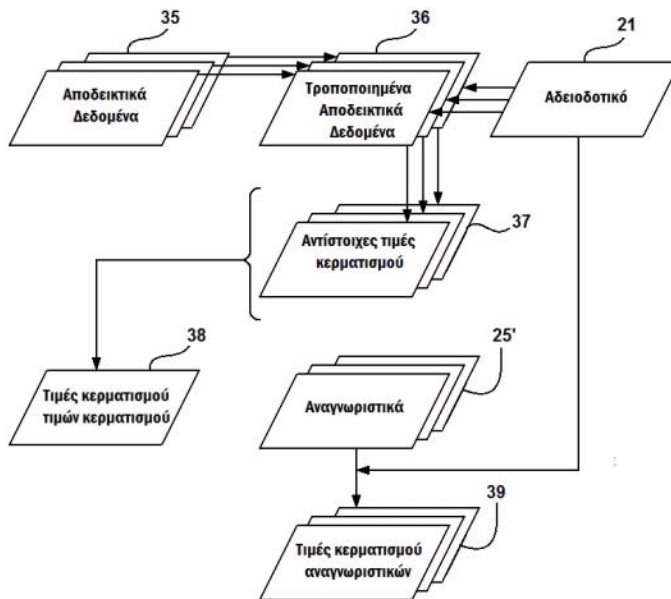 35
36
21
Αποδεικτικά
Δεδομένα
Τροποποιημένα
Αποδεικτικά
Δεδομένα
Αδειοδοτικό
Αντίστοιχες τιμές
κερματισμού
37
38
Τιμές κερματισμού
τιμών κερματισμού
25'
Αναγνωριστικά
39
Τιμές κερματισμού
αναγνωριστικών